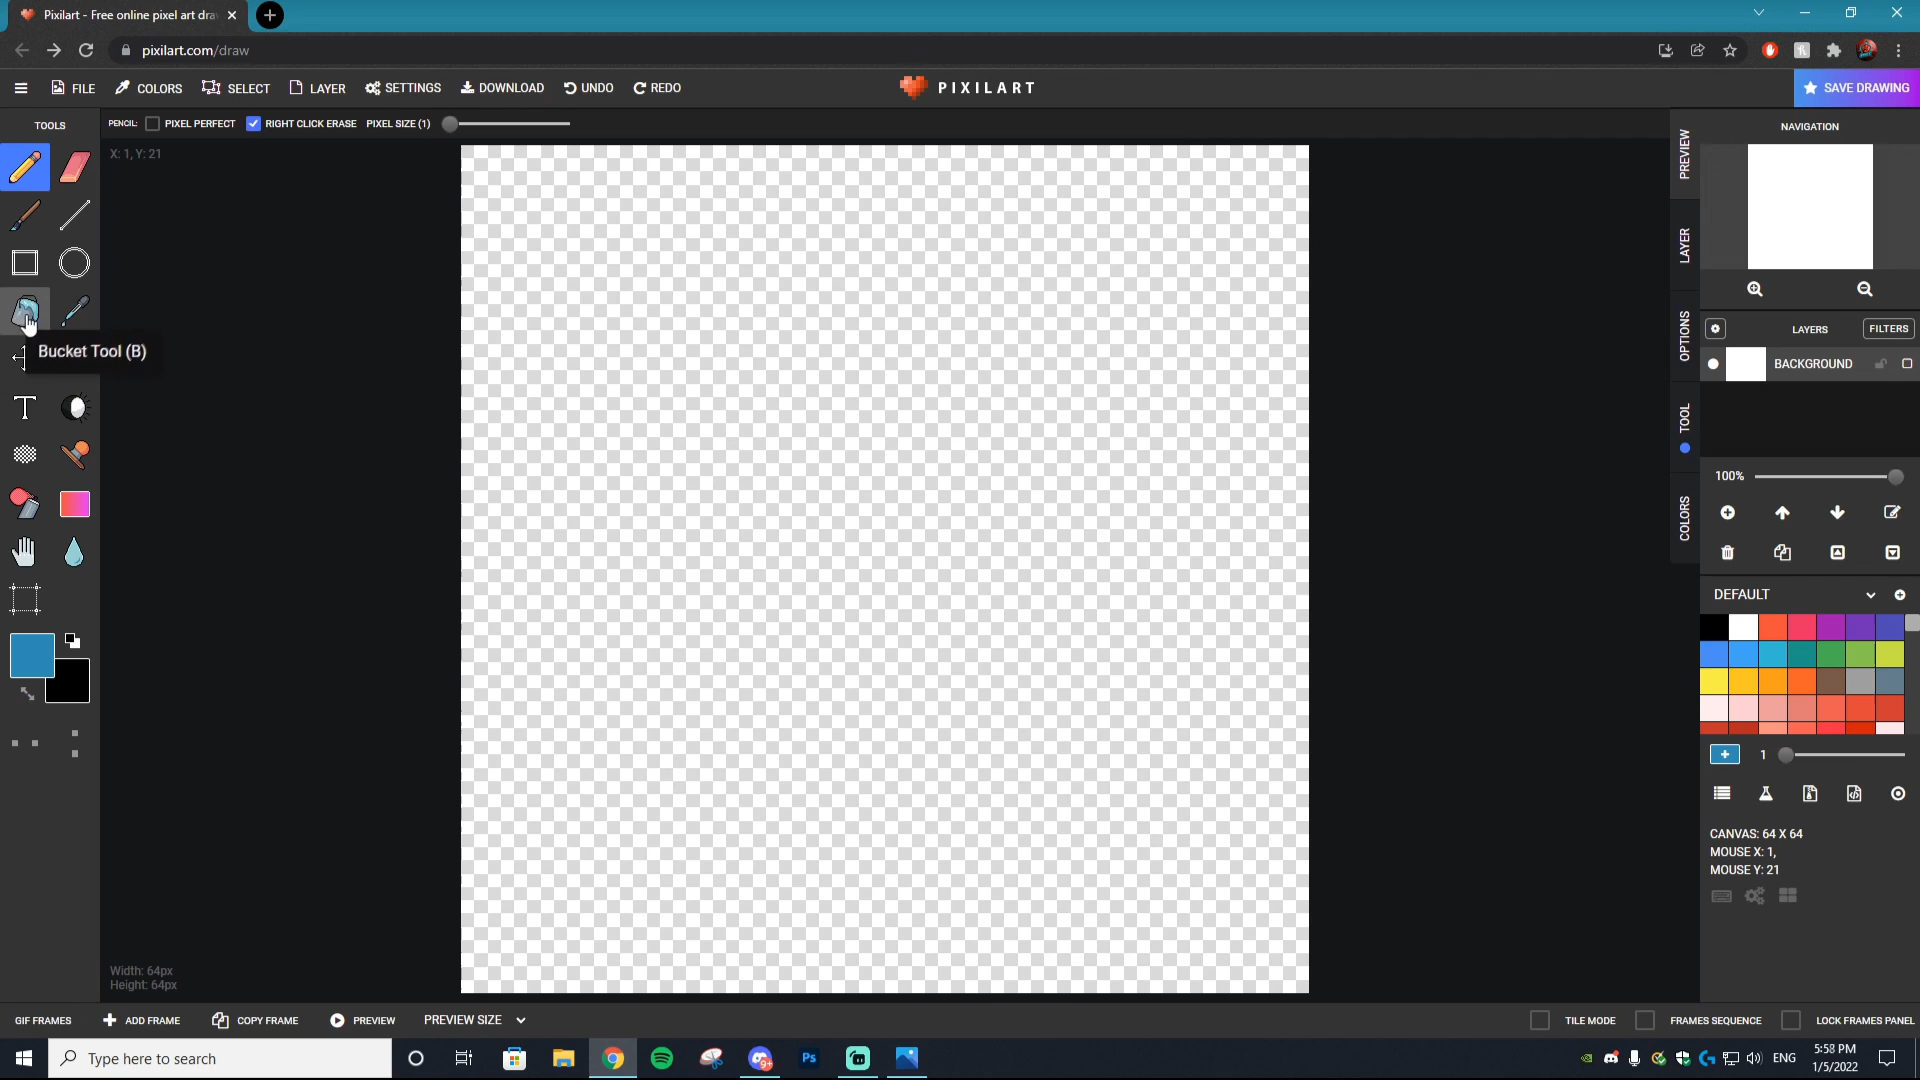 Pixilart - Free online pixel art dra
pixilart.com/draw
FILE COLORS SELECT LAYER SETTINGS DOWNLOAD UNDO REDO PIXILART SAVE DRAWING
TOOLS PENCIL: PIXEL PERFECT RIGHT CLICK ERASE PIXEL SIZE (1)
X: 1, Y: 21
NAVIGATION
PREVIEW
LAYER
OPTIONS
TOOL
COLORS
Bucket Tool (B)
T
LAYERS FILTERS
BACKGROUND
100%
DEFAULT
1
CANVAS: 64 X 64
MOUSE X: 1,
MOUSE Y: 21
Width: 64px
Height: 64px
GIF FRAMES ADD FRAME COPY FRAME PREVIEW PREVIEW SIZE TILE MODE FRAMES SEQUENCE LOCK FRAMES PANEL
Type here to search Ps 9+ ENG 5:58 PM
1/5/2022